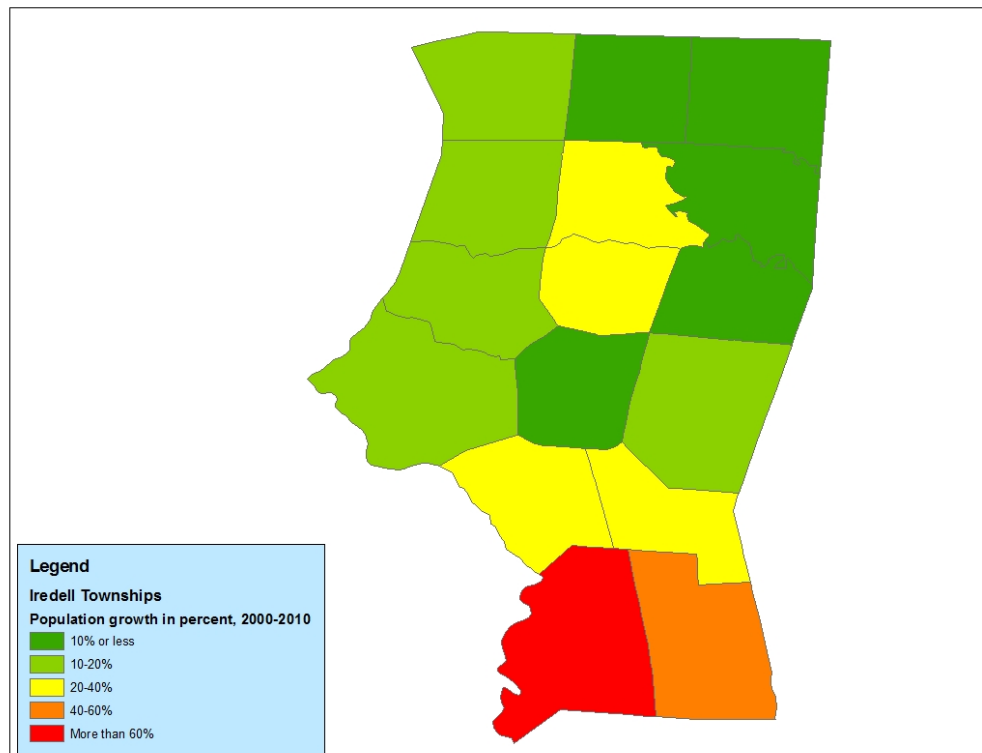 Legend
Iredell Townships
Population growth in percent, 2000-2010
10% or less
10-20%
20-40%
40-60%
More than 60%